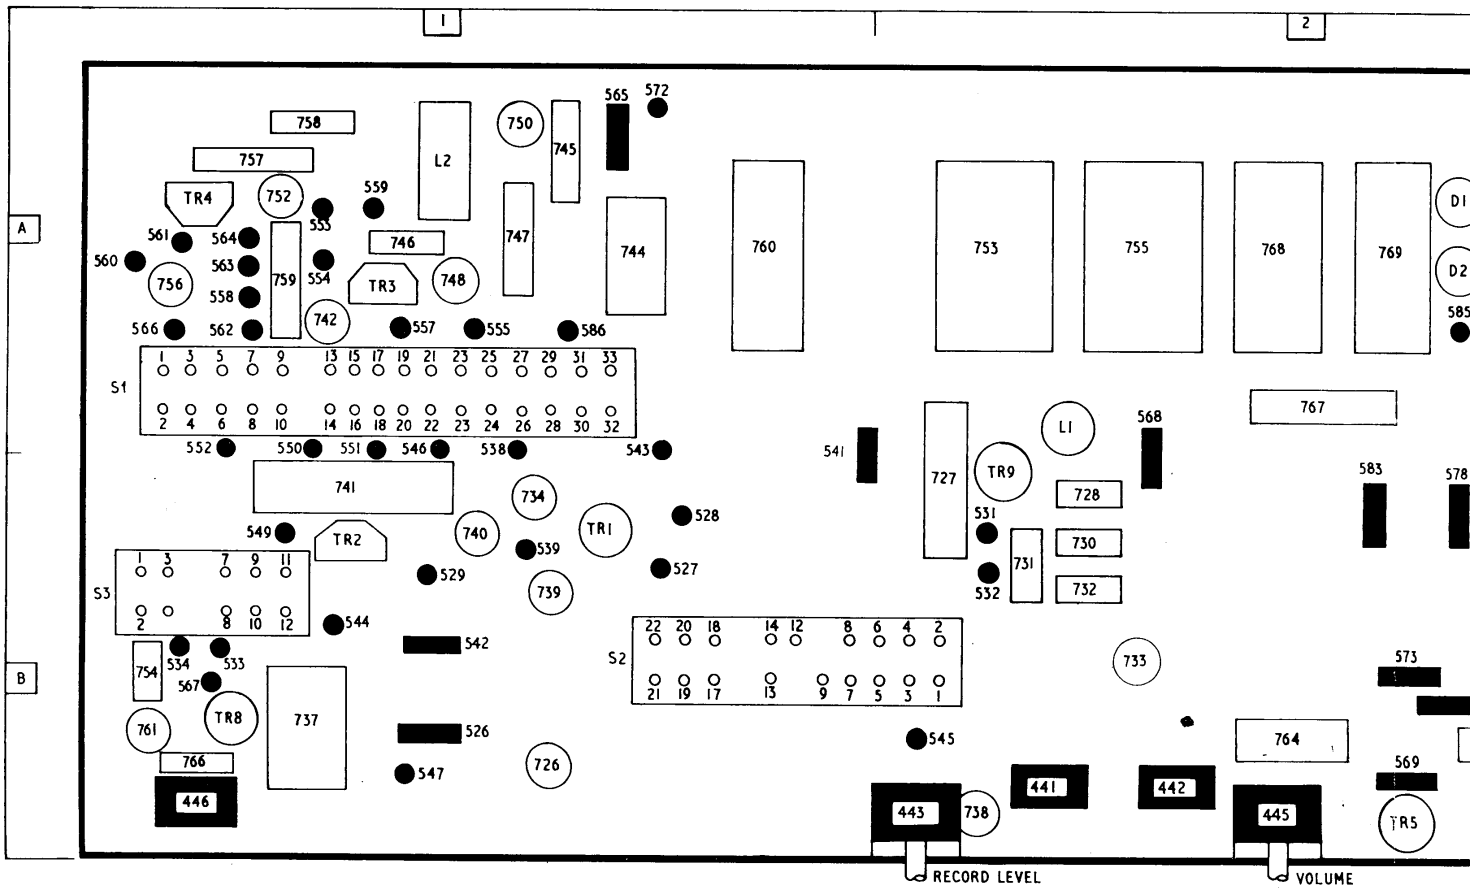 1 2
572
565
758 750
757 L2 745
559
TR4 752 D1
553
A 561 564 746 747 744 760 753 755 768 769
560 563 554 D2
756 558 759 TR3 748
742 585
566 562 557 555 586
1 3 5 7 9 13 15 17 19 21 23 25 27 29 31 33
S1
2 4 6 8 10 14 16 18 20 22 23 24 26 28 30 32
767
552 550 551 546 538 543 541 L1 568
741 734 727 TR9 728 583 578
549 TR2 740 TR1 528 531
539 730
1 3 7 9 11 529 527 731
S3 739 532 732
2 8 10 12
544 22 20 18 14 12 8 6 4 2
534 533 542 S2
754 733 573
B 567 21 19 17 13 9 7 5 3 1
761 TR8 737 526 545 764
766 547 726 569
446 441 442
443 738 445 TR5
RECORD LEVEL VOLUME